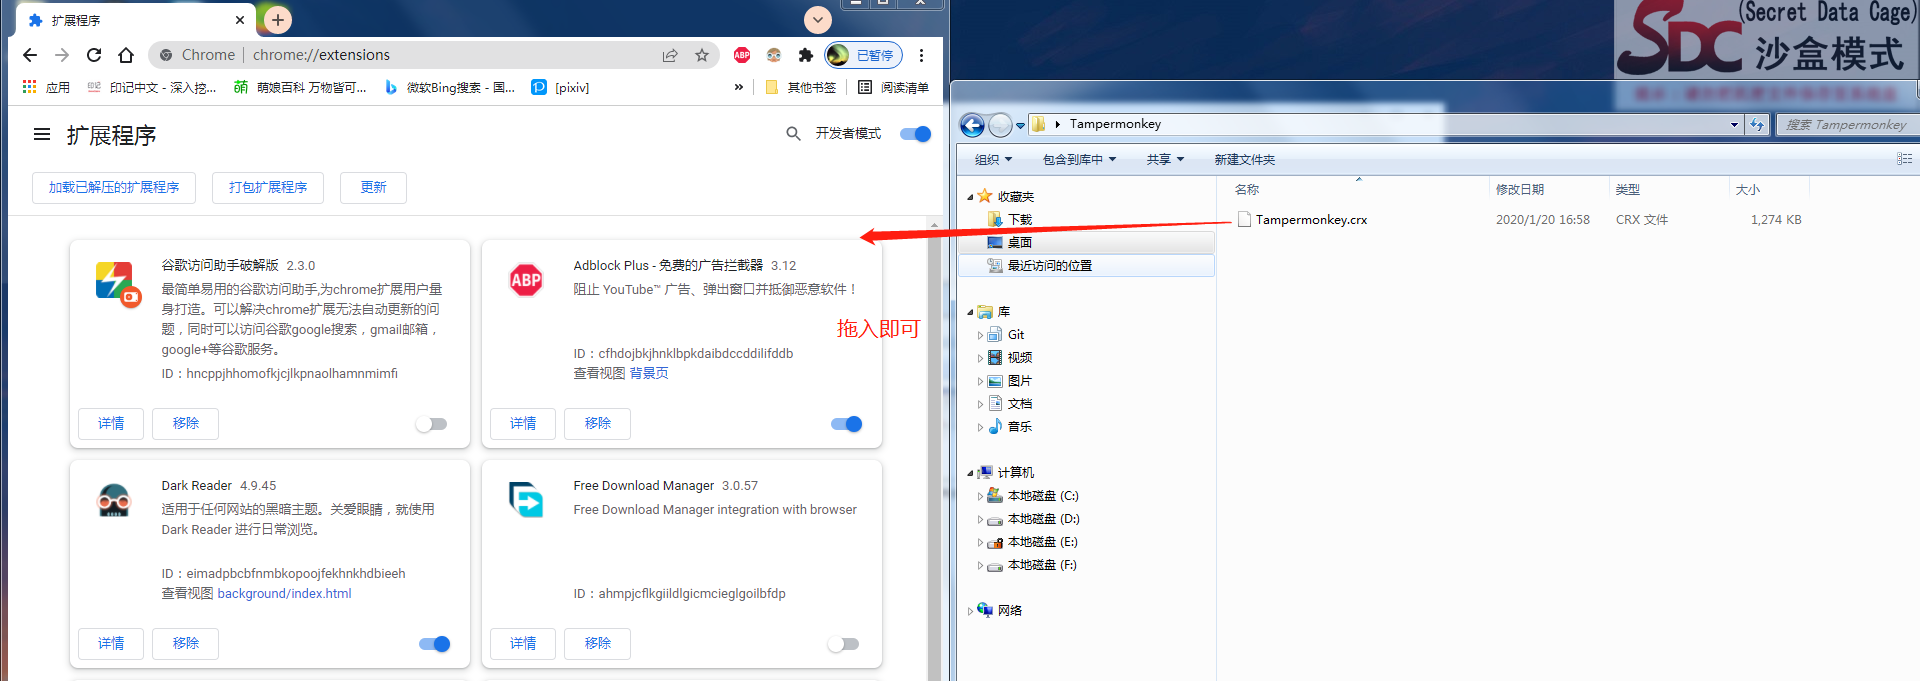 扩展程序
Chrome
chrome://extensions
ABP
已暂停
应用
印记中文 - 深入挖...
萌
萌娘百科 万物皆可...
微软Bing搜索 - 国...
[pixiv]
»
其他书签
阅读清单
扩展程序
开发者模式
加载已解压的扩展程序
打包扩展程序
更新
谷歌访问助手破解版 2.3.0
最简单易用的谷歌访问助手,为chrome扩展用户量
身打造。可以解决chrome扩展无法自动更新的问
题，同时可以访问谷歌google搜索，gmail邮箱，
google+等谷歌服务。
ID：hncppjhhomofkjcjlkpnaolhamnmimfi
详情
移除
ABP
Adblock Plus - 免费的广告拦截器 3.12
阻止 YouTube™ 广告、弹出窗口并抵御恶意软件！
拖入即可
ID：cfhdojbkjhnklbpkdaibdccddilifddb
查看视图 背景页
详情
移除
Dark Reader 4.9.45
适用于任何网站的黑暗主题。关爱眼睛，就使用
Dark Reader 进行日常浏览。
ID：eimadpbcbfnmbkopoojfekhnkhdbieeh
查看视图 background/index.html
详情
移除
Free Download Manager 3.0.57
Free Download Manager integration with browser
ID：ahmpjcflkgiildlgicmcieglgoilbfdp
详情
移除
SDC
(Secret Data Cage)
沙盒模式
Tampermonkey
搜索 Tampermonkey
组织
包含到库中
共享
新建文件夹
名称
修改日期
类型
大小
Tampermonkey.crx
2020/1/20 16:58
CRX 文件
1,274 KB
收藏夹
下载
桌面
最近访问的位置
库
Git
视频
图片
文档
音乐
计算机
本地磁盘 (C:)
本地磁盘 (D:)
本地磁盘 (E:)
本地磁盘 (F:)
网络